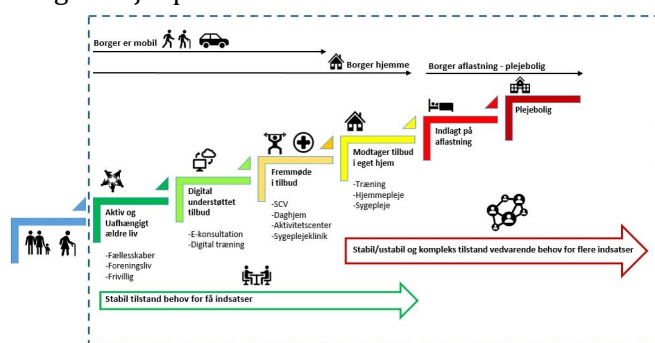 Borger er mobil
Borger hjemme
Borger aflastning - plejebolig
Plejebolig
Indlagt på
aflastning
Modtager tilbud
i eget hjem
-Træning
-Hjemmepleje
-Sygepleje
Fremmøde
i tilbud
-SCV
-Daghjem
-Aktivitetscenter
-Sygeplejeklinik
Digital
understøttet
tilbud
-E-konsultation
-Digital træning
Aktiv og
Uafhængigt
ældre liv
-Fællesskaber
-Foreningsliv
-Frivillig
Stabil/ustabil og kompleks tilstand vedvarende behov for flere indsatser
Stabil tilstand behov for få indsatser